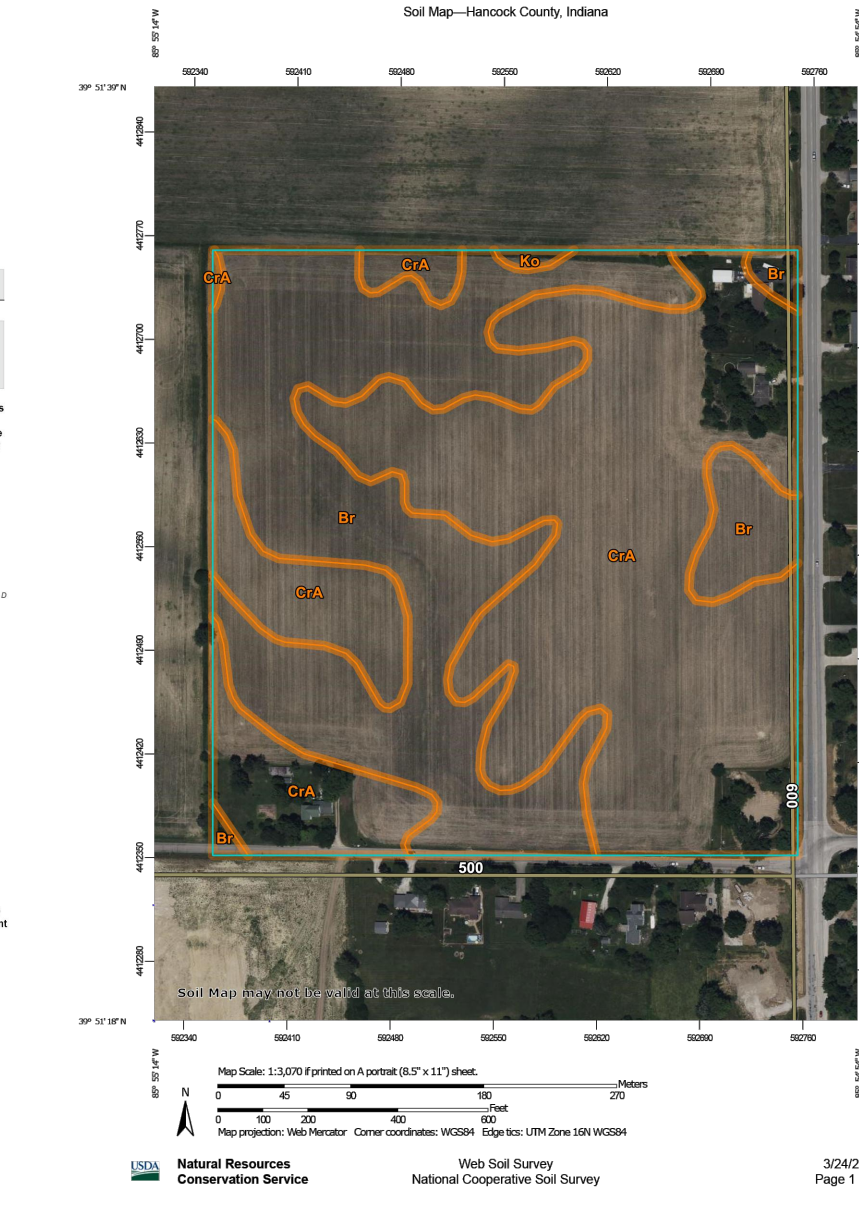 Soil Map—Hancock County, Indiana
85° 55' 14" W
592340 592410 592480 592550 592620 592690 592760
39° 51' 39" N
4412840
4412770
CrA CrA Ko Br
4412700
s
4412630
Br Br
4412560
CrA
CrA
D
4412490
4412420
CrA 600
Br
4412350
500
nt
4412280
Soil Map may not be valid at this scale.
39° 51' 18" N
592340 592410 592480 592550 592620 592690 592760
85° 55' 14" W
Map Scale: 1:3,070 if printed on A portrait (8.5" x 11") sheet.
N
Meters
0 45 90 180 270
Feet
0 100 200 400 600
Map projection: Web Mercator Corner coordinates: WGS84 Edge tics: UTM Zone 16N WGS84
USDA Natural Resources Web Soil Survey 3/24/2
Conservation Service National Cooperative Soil Survey Page 1